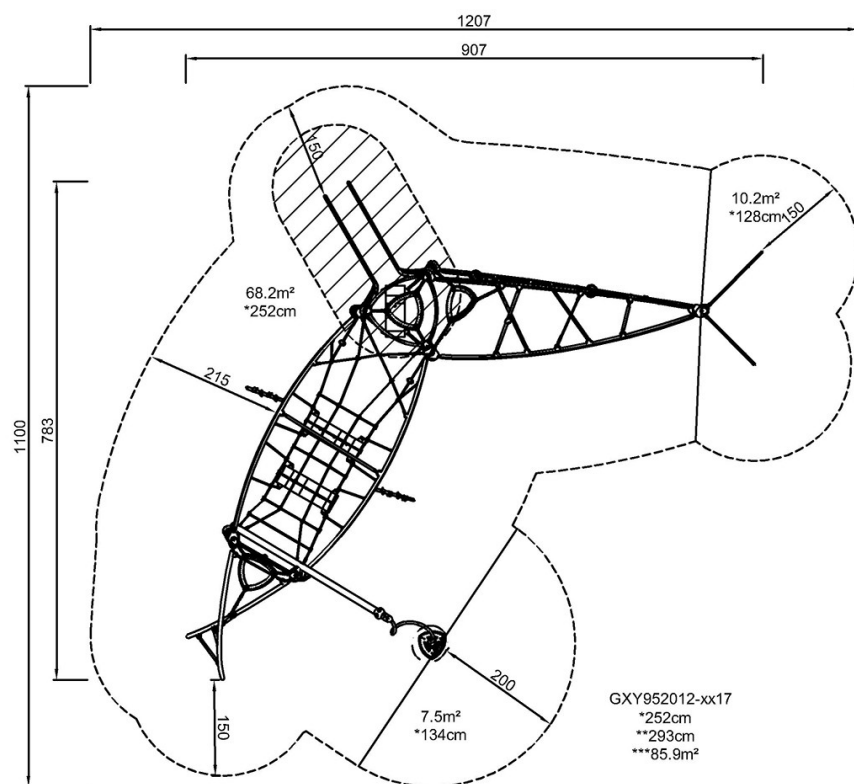 1207
907
150
10.2m²
*128cm
150
68.2m²
*252cm
215
1100
783
200
7.5m²
*134cm
150
GXY952012-xx17
*252cm
**293cm
***85.9m²